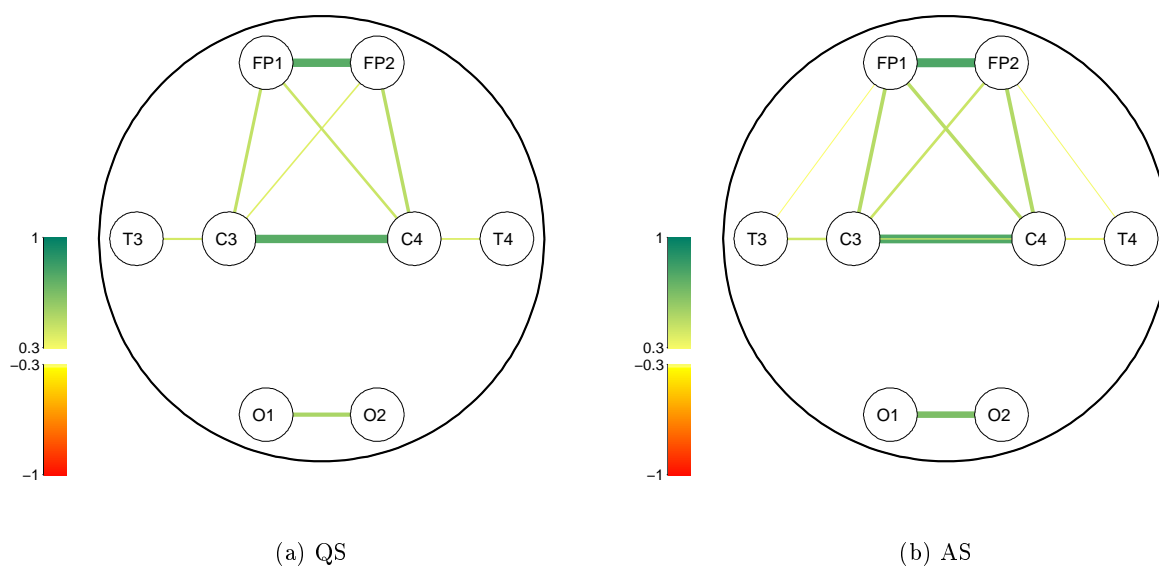 FP1 FP2
T3 C3 C4 T4
1
0.3
−0.3
O1 O2
−1
(a) QS
FP1 FP2
T3 C3 C4 T4
1
0.3
−0.3
O1 O2
−1
(b) AS